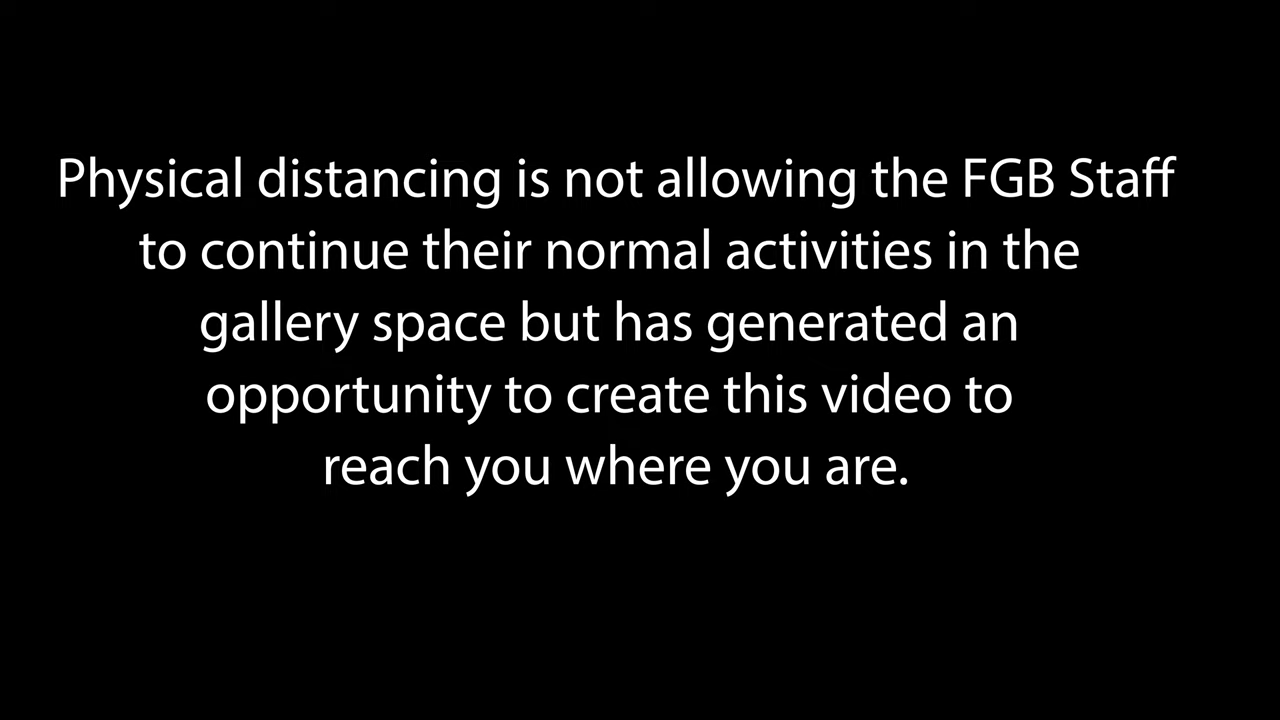 Physical distancing is not allowing the FGB Staff
to continue their normal activities in the
gallery space but has generated an
opportunity to create this video to
reach you where you are.